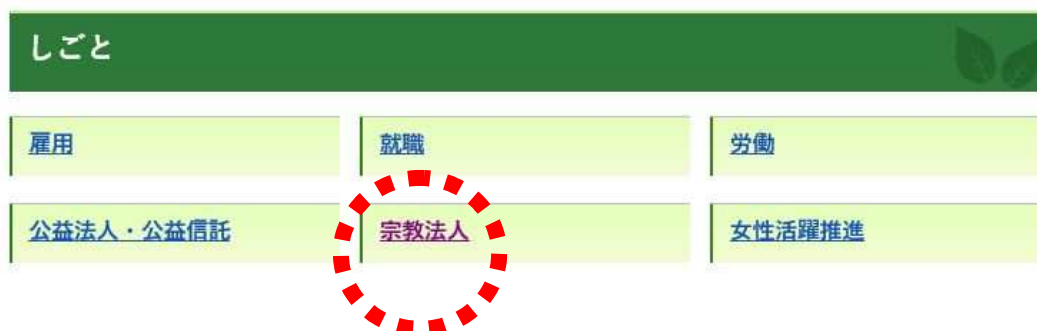 しごと
雇用
就職
労働
公益法人・公益信託
宗教法人
女性活躍推進